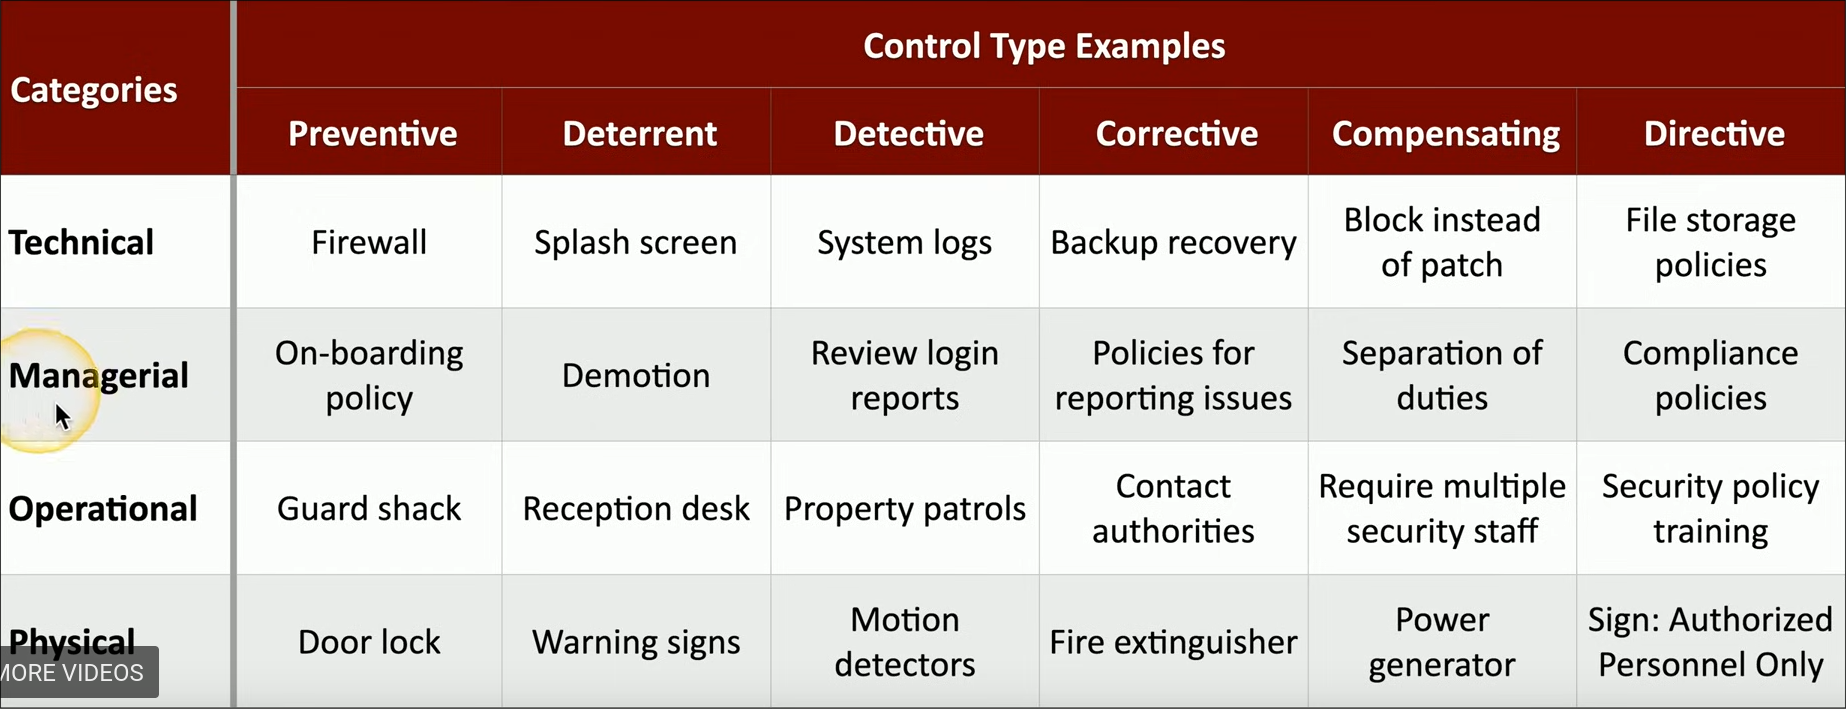 Categories
Control Type Examples
Preventive
Deterrent
Detective
Corrective
Compensating
Directive
Technical
Firewall
Splash screen
System logs
Backup recovery
Block instead
of patch
File storage
policies
Managerial
On-boarding
policy
Demotion
Review login
reports
Policies for
reporting issues
Separation of
duties
Compliance
policies
Operational
Guard shack
Reception desk
Property patrols
Contact
authorities
Require multiple
security staff
Security policy
training
Physical
Door lock
Warning signs
Motion
detectors
Fire extinguisher
Power
generator
Sign: Authorized
Personnel Only
MORE VIDEOS